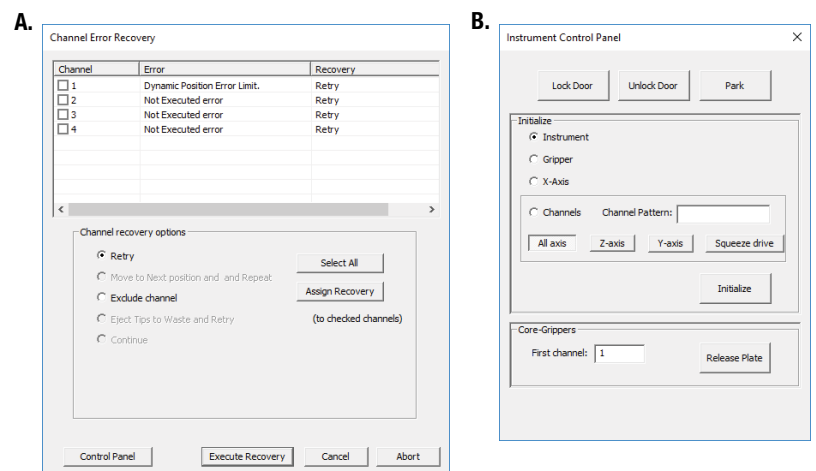 A.
Channel Error Recovery
Channel Error Recovery
1 Dynamic Position Error Limit. Retry
2 Not Executed error Retry
3 Not Executed error Retry
4 Not Executed error Retry
Channel recovery options
Retry
Move to Next position and and Repeat
Exclude channel
Eject Tips to Waste and Retry
Continue
Select All
Assign Recovery
(to checked channels)
Control Panel Execute Recovery Cancel Abort
B.
Instrument Control Panel
Lock Door Unlock Door Park
Initialize
Instrument
Gripper
X-Axis
Channels Channel Pattern:
All axis Z-axis Y-axis Squeeze drive
Initialize
Core-Grippers
First channel: 1 Release Plate